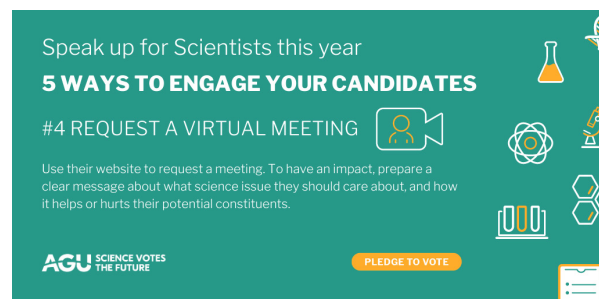 Speak up for Scientists this year
5 WAYS TO ENGAGE YOUR CANDIDATES
#4 REQUEST A VIRTUAL MEETING
Use their website to request a meeting. To have an impact, prepare a
clear message about what science issue they should care about, and how
it helps or hurts their potential constituents.
AGU SCIENCE VOTES
THE FUTURE
PLEDGE TO VOTE